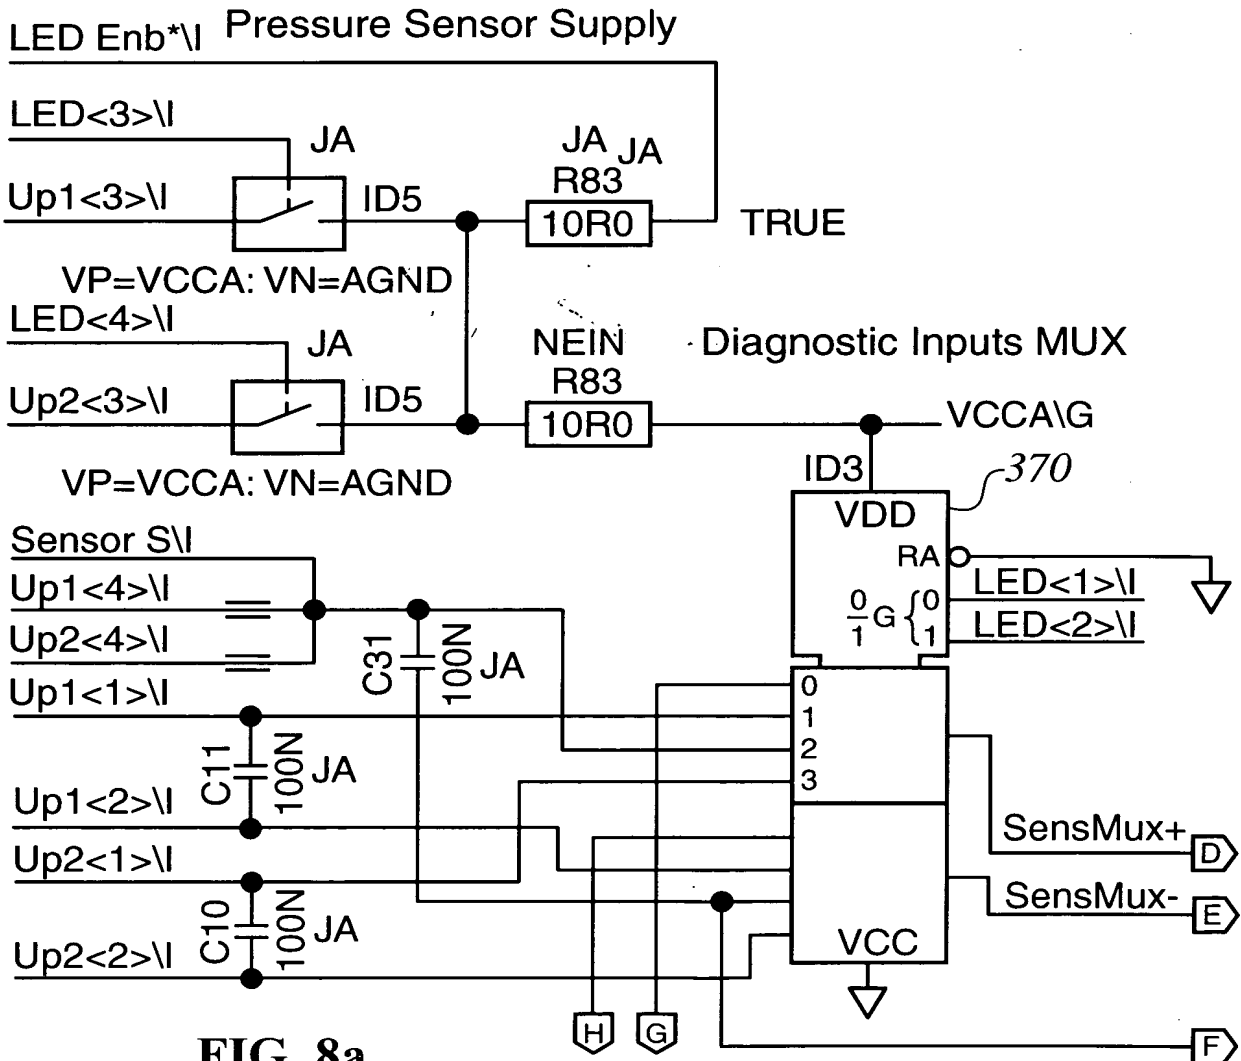 Pressure Sensor Supply
LED Enb*\I
LED<3>\I
JA
JA JA
R83
Up1<3>\I
ID5
10R0
TRUE
VP=VCCA: VN=AGND
LED<4>\I
JA
NEIN
Diagnostic Inputs MUX
R83
Up2<3>\I
ID5
10R0
VCCA\G
VP=VCCA: VN=AGND
ID3
370
VDD
Sensor S\I
RA
Up1<4>\I
LED<1>\I
0
1
G
{
0
1
LED<2>\I
Up2<4>\I
C31
100N
JA
Up1<1>\I
0
1
2
3
C11
100N
JA
Up1<2>\I
SensMux+
D
Up2<1>\I
SensMux-
E
C10
100N
JA
VCC
Up2<2>\I
H
G
F
FIG. 8a